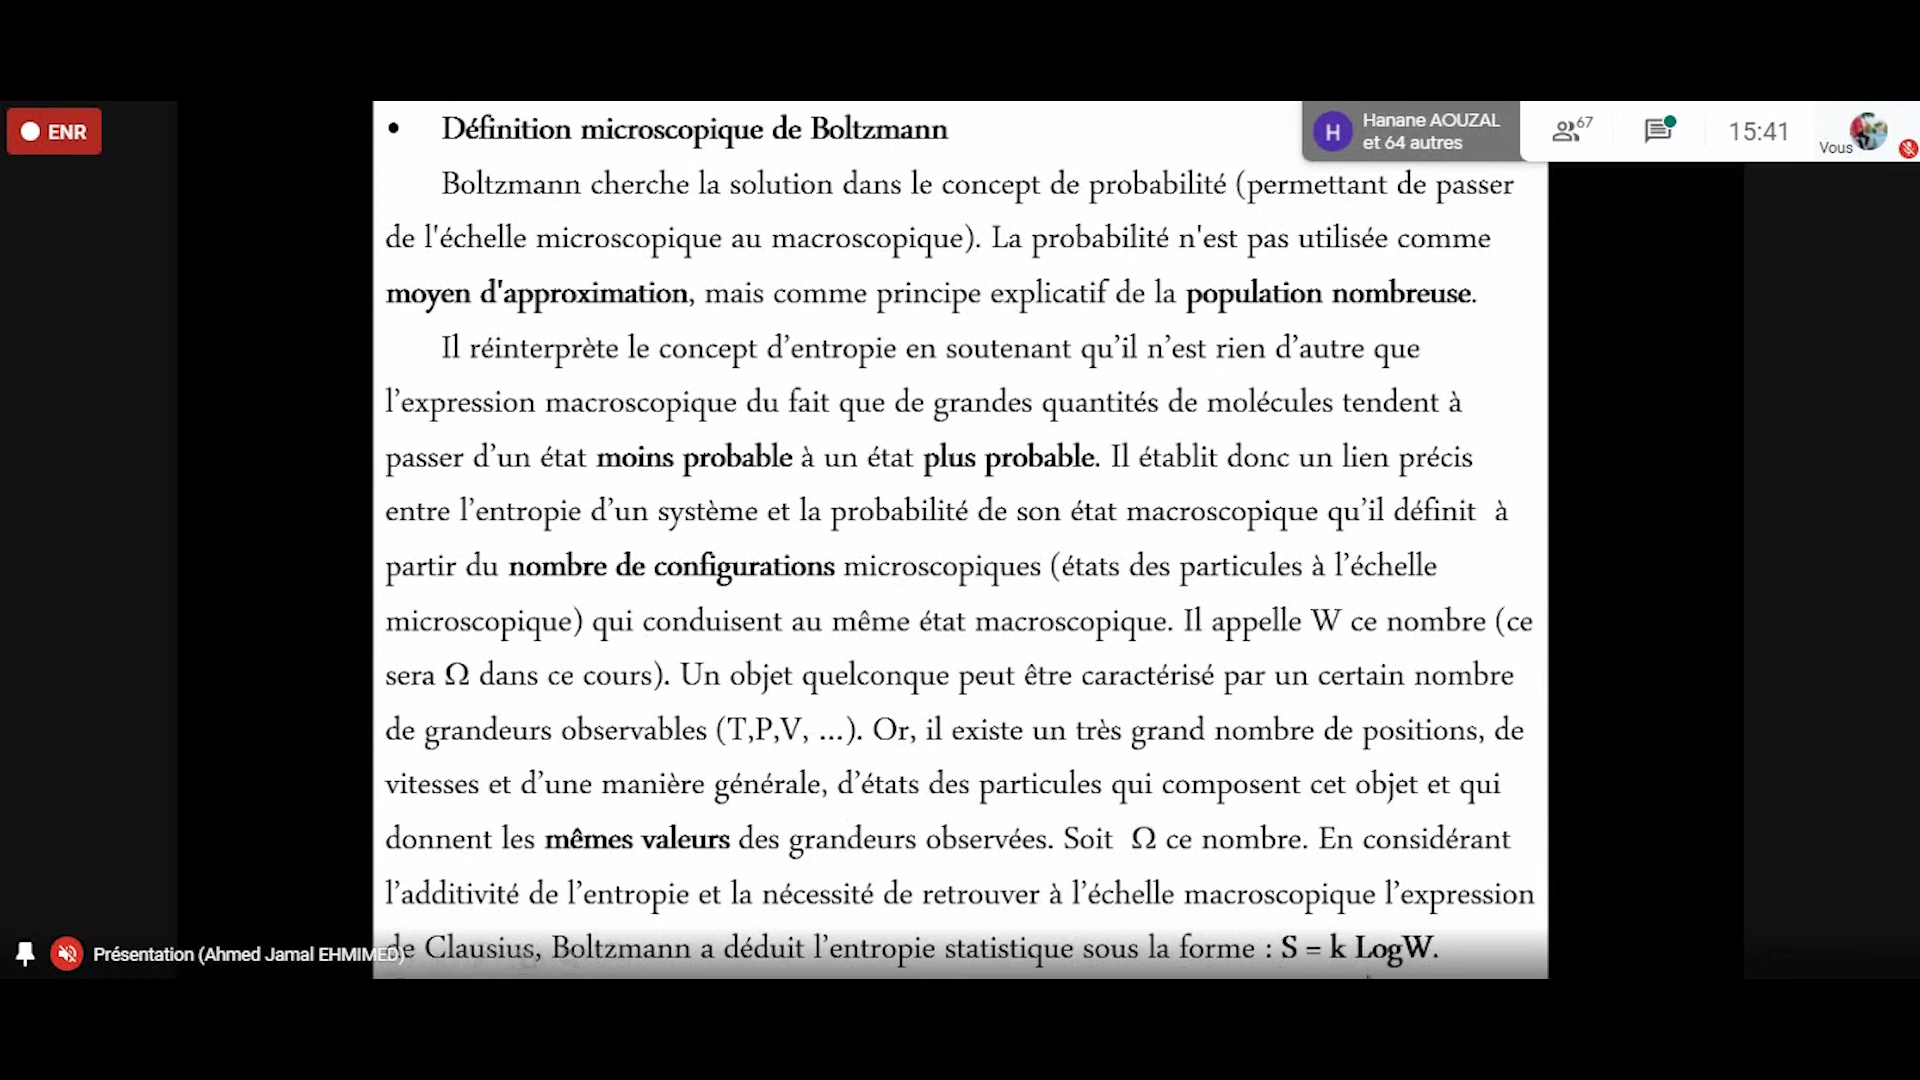 ENR
• Définition microscopique de Boltzmann
H
Hanane AOUZAL
et 64 autres
67
15:41
Vous
Boltzmann cherche la solution dans le concept de probabilité (permettant de passer
de l'échelle microscopique au macroscopique). La probabilité n'est pas utilisée comme
moyen d'approximation, mais comme principe explicatif de la population nombreuse.
Il réinterprète le concept d’entropie en soutenant qu’il n’est rien d’autre que
l’expression macroscopique du fait que de grandes quantités de molécules tendent à
passer d’un état moins probable à un état plus probable. Il établit donc un lien précis
entre l’entropie d’un système et la probabilité de son état macroscopique qu’il définit à
partir du nombre de configurations microscopiques (états des particules à l’échelle
microscopique) qui conduisent au même état macroscopique. Il appelle W ce nombre (ce
sera Ω dans ce cours). Un objet quelconque peut être caractérisé par un certain nombre
de grandeurs observables (T,P,V, ...). Or, il existe un très grand nombre de positions, de
vitesses et d’une manière générale, d’états des particules qui composent cet objet et qui
donnent les mêmes valeurs des grandeurs observées. Soit Ω ce nombre. En considérant
l’additivité de l’entropie et la nécessité de retrouver à l’échelle macroscopique l’expression
de Clausius, Boltzmann a déduit l’entropie statistique sous la forme : S = k LogW.
Présentation (Ahmed Jamal EHMIMED)